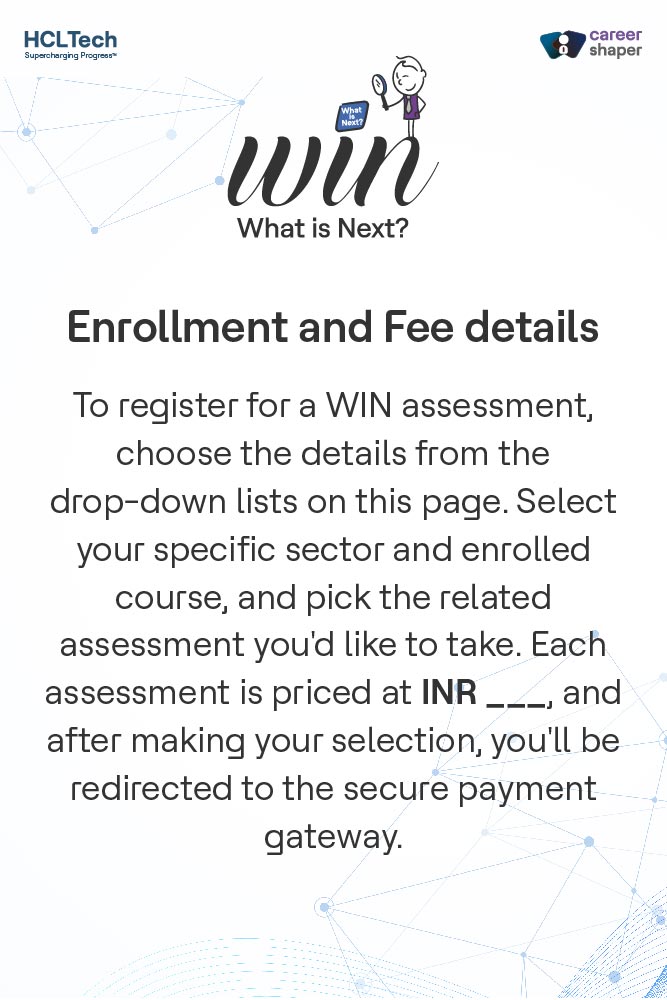 HCLTech
Supercharging Progress™
career
shaper
What
is
Next?
win
What is Next?
Enrollment and Fee details
To register for a WIN assessment,
choose the details from the
drop-down lists on this page. Select
your specific sector and enrolled
course, and pick the related
assessment you'd like to take. Each
assessment is priced at INR ___, and
after making your selection, you'll be
redirected to the secure payment
gateway.